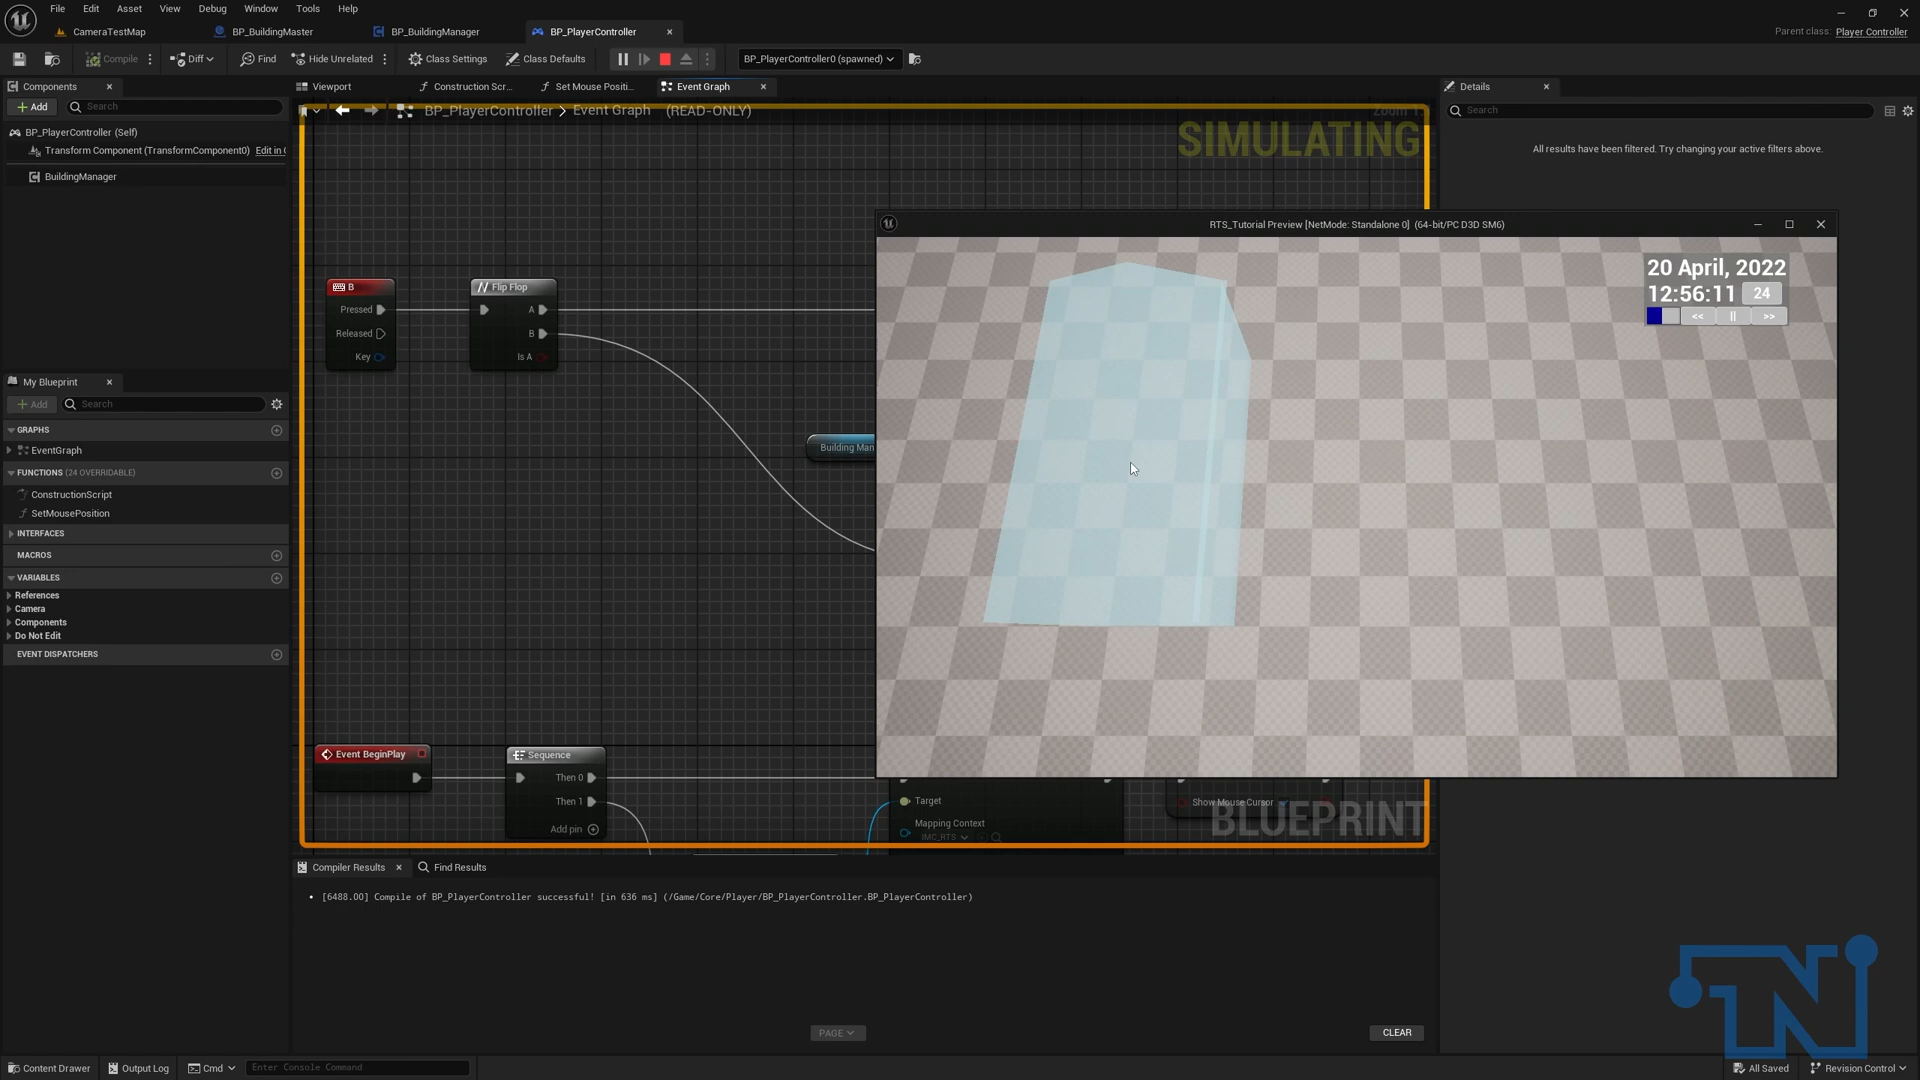 File Edit Asset View Debug Window Tools Help
CameraTestMap BP_BuildingMaster BP_BuildingManager BP_PlayerController
Parent class: Player Controller
Compile Diff Find Hide Unrelated Class Settings Class Defaults BP_PlayerController0 (spawned)
Components
Add Search
BP_PlayerController (Self)
Transform Component (TransformComponent0) Edit in C
BuildingManager
My Blueprint
Add Search
GRAPHS
EventGraph
FUNCTIONS (24 OVERRIDABLE)
ConstructionScript
SetMousePosition
INTERFACES
MACROS
VARIABLES
References
Camera
Components
Do Not Edit
EVENT DISPATCHERS
Viewport Construction Scr... Set Mouse Positi... Event Graph
BP_PlayerController > Event Graph (READ-ONLY)
SIMULATING
B
Pressed
Released
Key
Flip Flop
A
B
Is A
Building Man
Event BeginPlay
Sequence
Then 0
Then 1
Add pin
Target
Mapping Context
IMC_RTS
Show Mouse Cursor
BLUEPRINT
RTS_Tutorial Preview [NetMode: Standalone 0] (64-bit/PC D3D SM6)
20 April, 2022
12:56:11 24
<< || >>
Details
Search
All results have been filtered. Try changing your active filters above.
Compiler Results Find Results
[6488.00] Compile of BP_PlayerController successful! [in 636 ms] (/Game/Core/Player/BP_PlayerController.BP_PlayerController)
PAGE
CLEAR
Content Drawer Output Log Cmd Enter Console Command
All Saved Revision Control